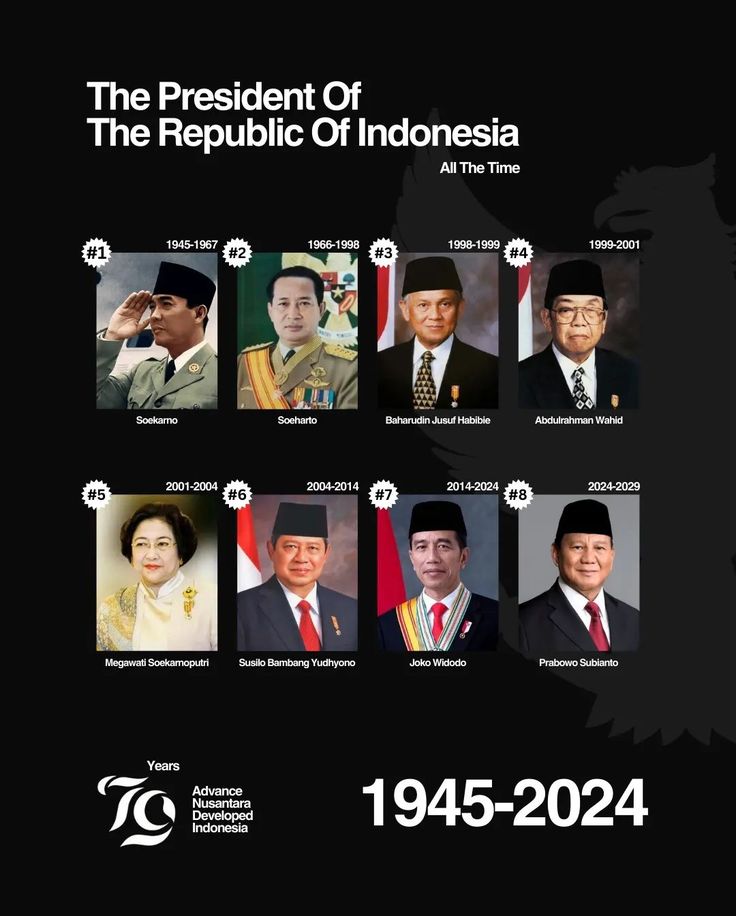 The President Of
The Republic Of Indonesia
All The Time
#1
1945-1967
Soekarno
#2
1966-1998
Soeharto
#3
1998-1999
Baharudin Jusuf Habibie
#4
1999-2001
Abdulrahman Wahid
#5
2001-2004
Megawati Soekarnoputri
#6
2004-2014
Susilo Bambang Yudhyono
#7
2014-2024
Joko Widodo
#8
2024-2029
Prabowo Subianto
Years
79
Advance
Nusantara
Developed
Indonesia
1945-2024